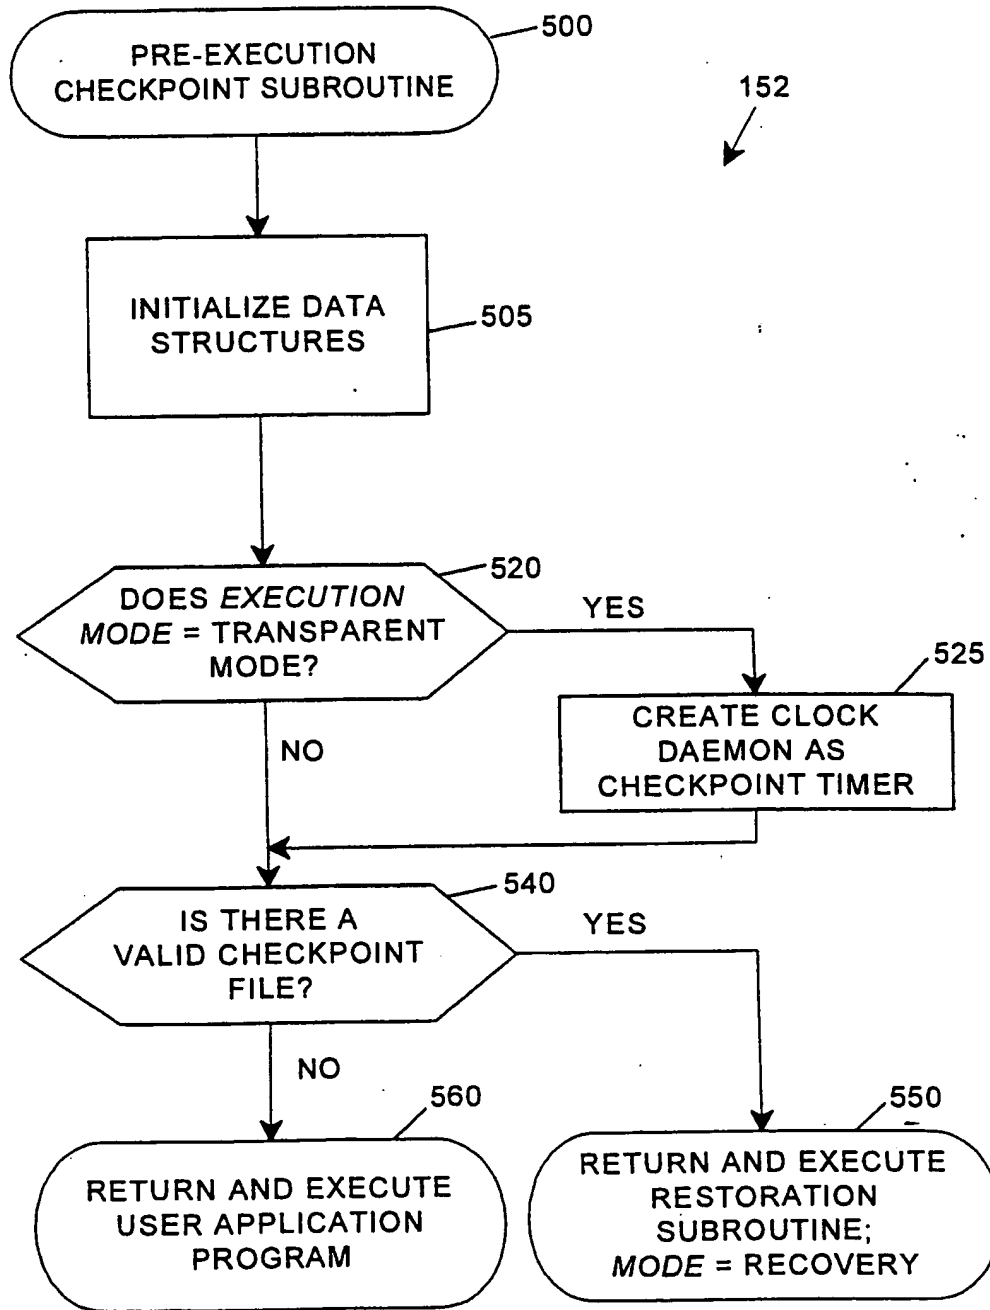 PRE-EXECUTION
CHECKPOINT SUBROUTINE
500
152
INITIALIZE DATA
STRUCTURES
505
520
DOES EXECUTION
MODE = TRANSPARENT
MODE?
YES
525
CREATE CLOCK
DAEMON AS
CHECKPOINT TIMER
NO
540
IS THERE A
VALID CHECKPOINT
FILE?
YES
NO
560
RETURN AND EXECUTE
USER APPLICATION
PROGRAM
550
RETURN AND EXECUTE
RESTORATION
SUBROUTINE;
MODE = RECOVERY